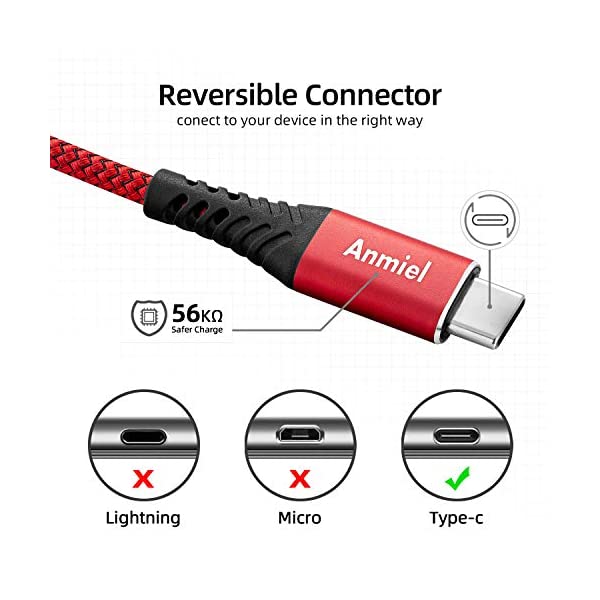 Reversible Connector
conect to your device in the right way
Anmiel
56KΩ
Safer Charge
X
X
Lightning
Micro
Type-c